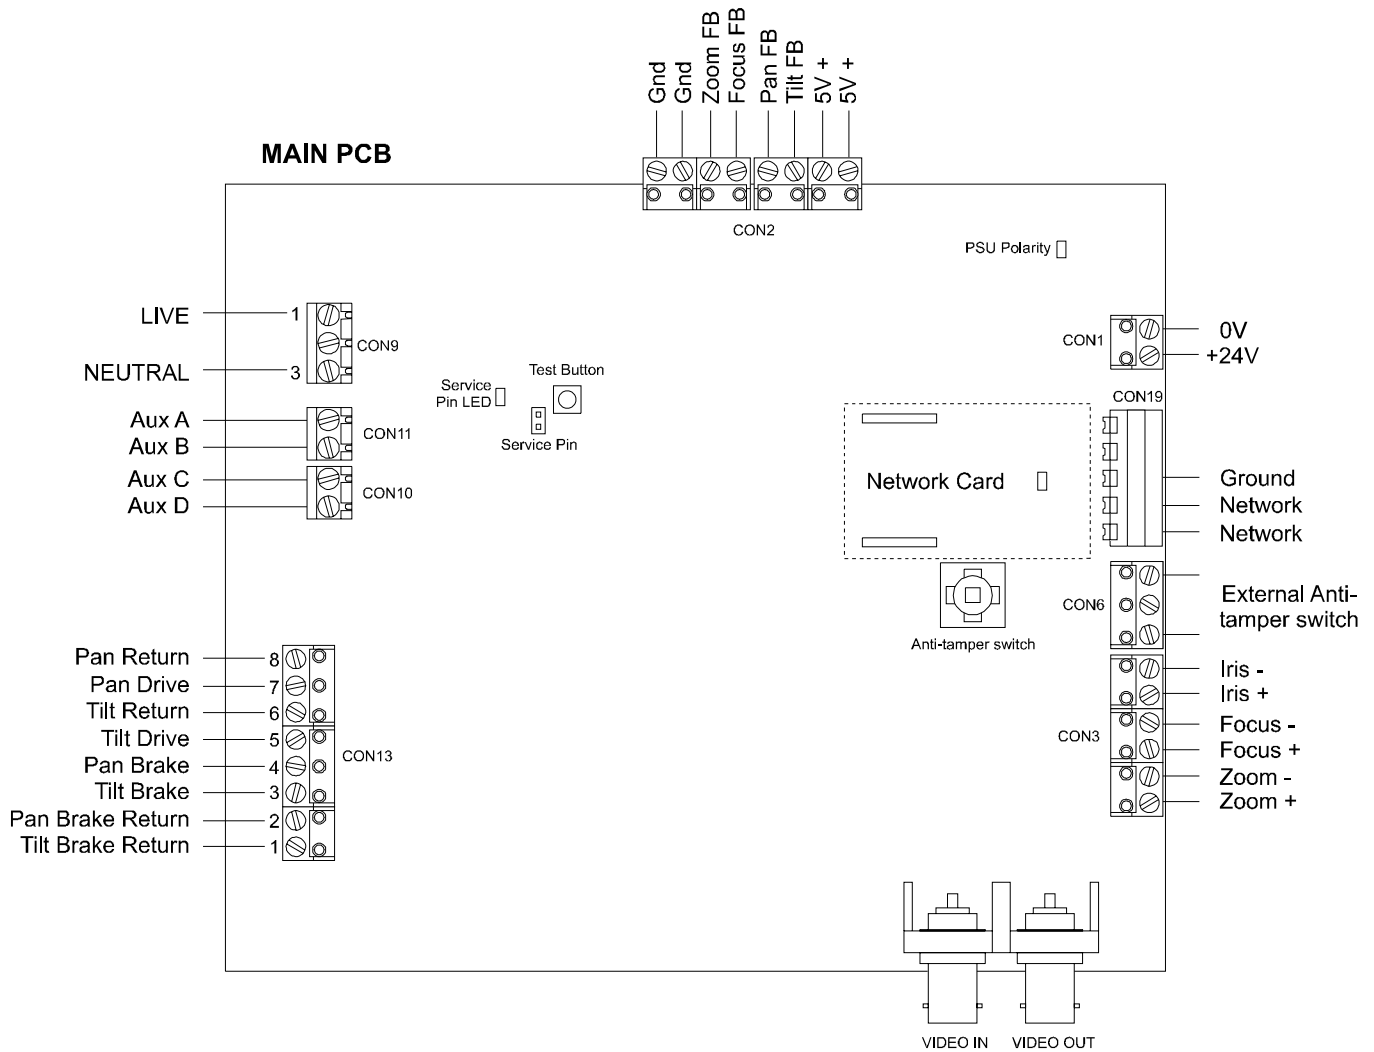 Gnd
Gnd
Zoom FB
Focus FB
Pan FB
Tilt FB
5V +
5V +
MAIN PCB
CON2
PSU Polarity
LIVE
1
CON9
NEUTRAL
3
CON1
0V
+24V
Test Button
Service
Pin LED
Service Pin
Aux A
Aux B
CON11
Aux C
Aux D
CON10
CON19
Network Card
Ground
Network
Network
CON6
External Anti-
tamper switch
Anti-tamper switch
Pan Return
8
Pan Drive
7
Tilt Return
6
Tilt Drive
5
Pan Brake
4
Tilt Brake
3
Pan Brake Return
2
Tilt Brake Return
1
CON13
Iris -
Iris +
CON3
Focus -
Focus +
Zoom -
Zoom +
VIDEO IN
VIDEO OUT